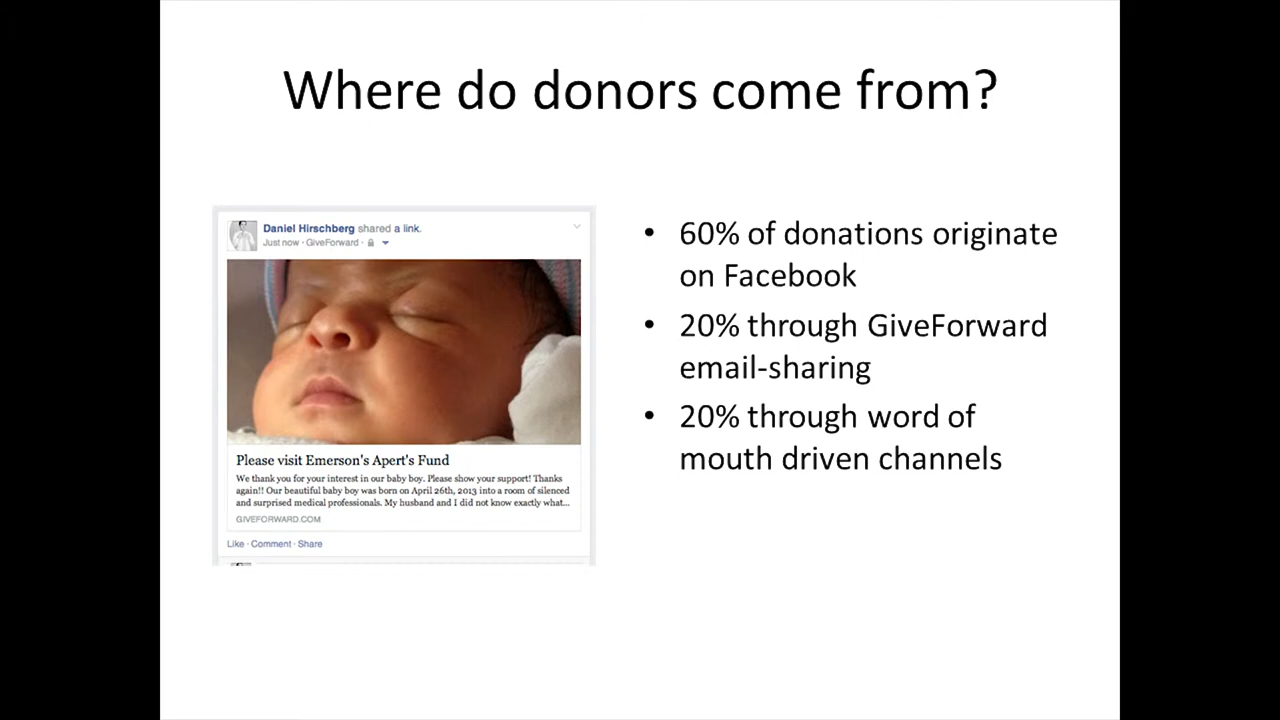 Where do donors come from?
Daniel Hirschberg shared a link.
Just now · GiveForward ·
Please visit Emerson's Apert's Fund
We thank you for your interest in our baby boy. Please show your support! Thanks
again!! Our beautiful baby boy was born on April 26th, 2013 into a room of silenced
and surprised medical professionals. My husband and I did not know exactly what...
GIVEFORWARD.COM
Like · Comment · Share
• 60% of donations originate
on Facebook
• 20% through GiveForward
email-sharing
• 20% through word of
mouth driven channels